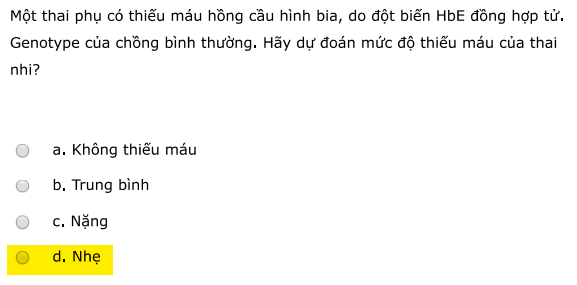 Một thai phụ có thiếu máu hồng cầu hình bia, do đột biến HbE đồng hợp tử.
Genotype của chồng bình thường. Hãy dự đoán mức độ thiếu máu của thai
nhi?
a. Không thiếu máu
b. Trung bình
c. Nặng
d. Nhẹ